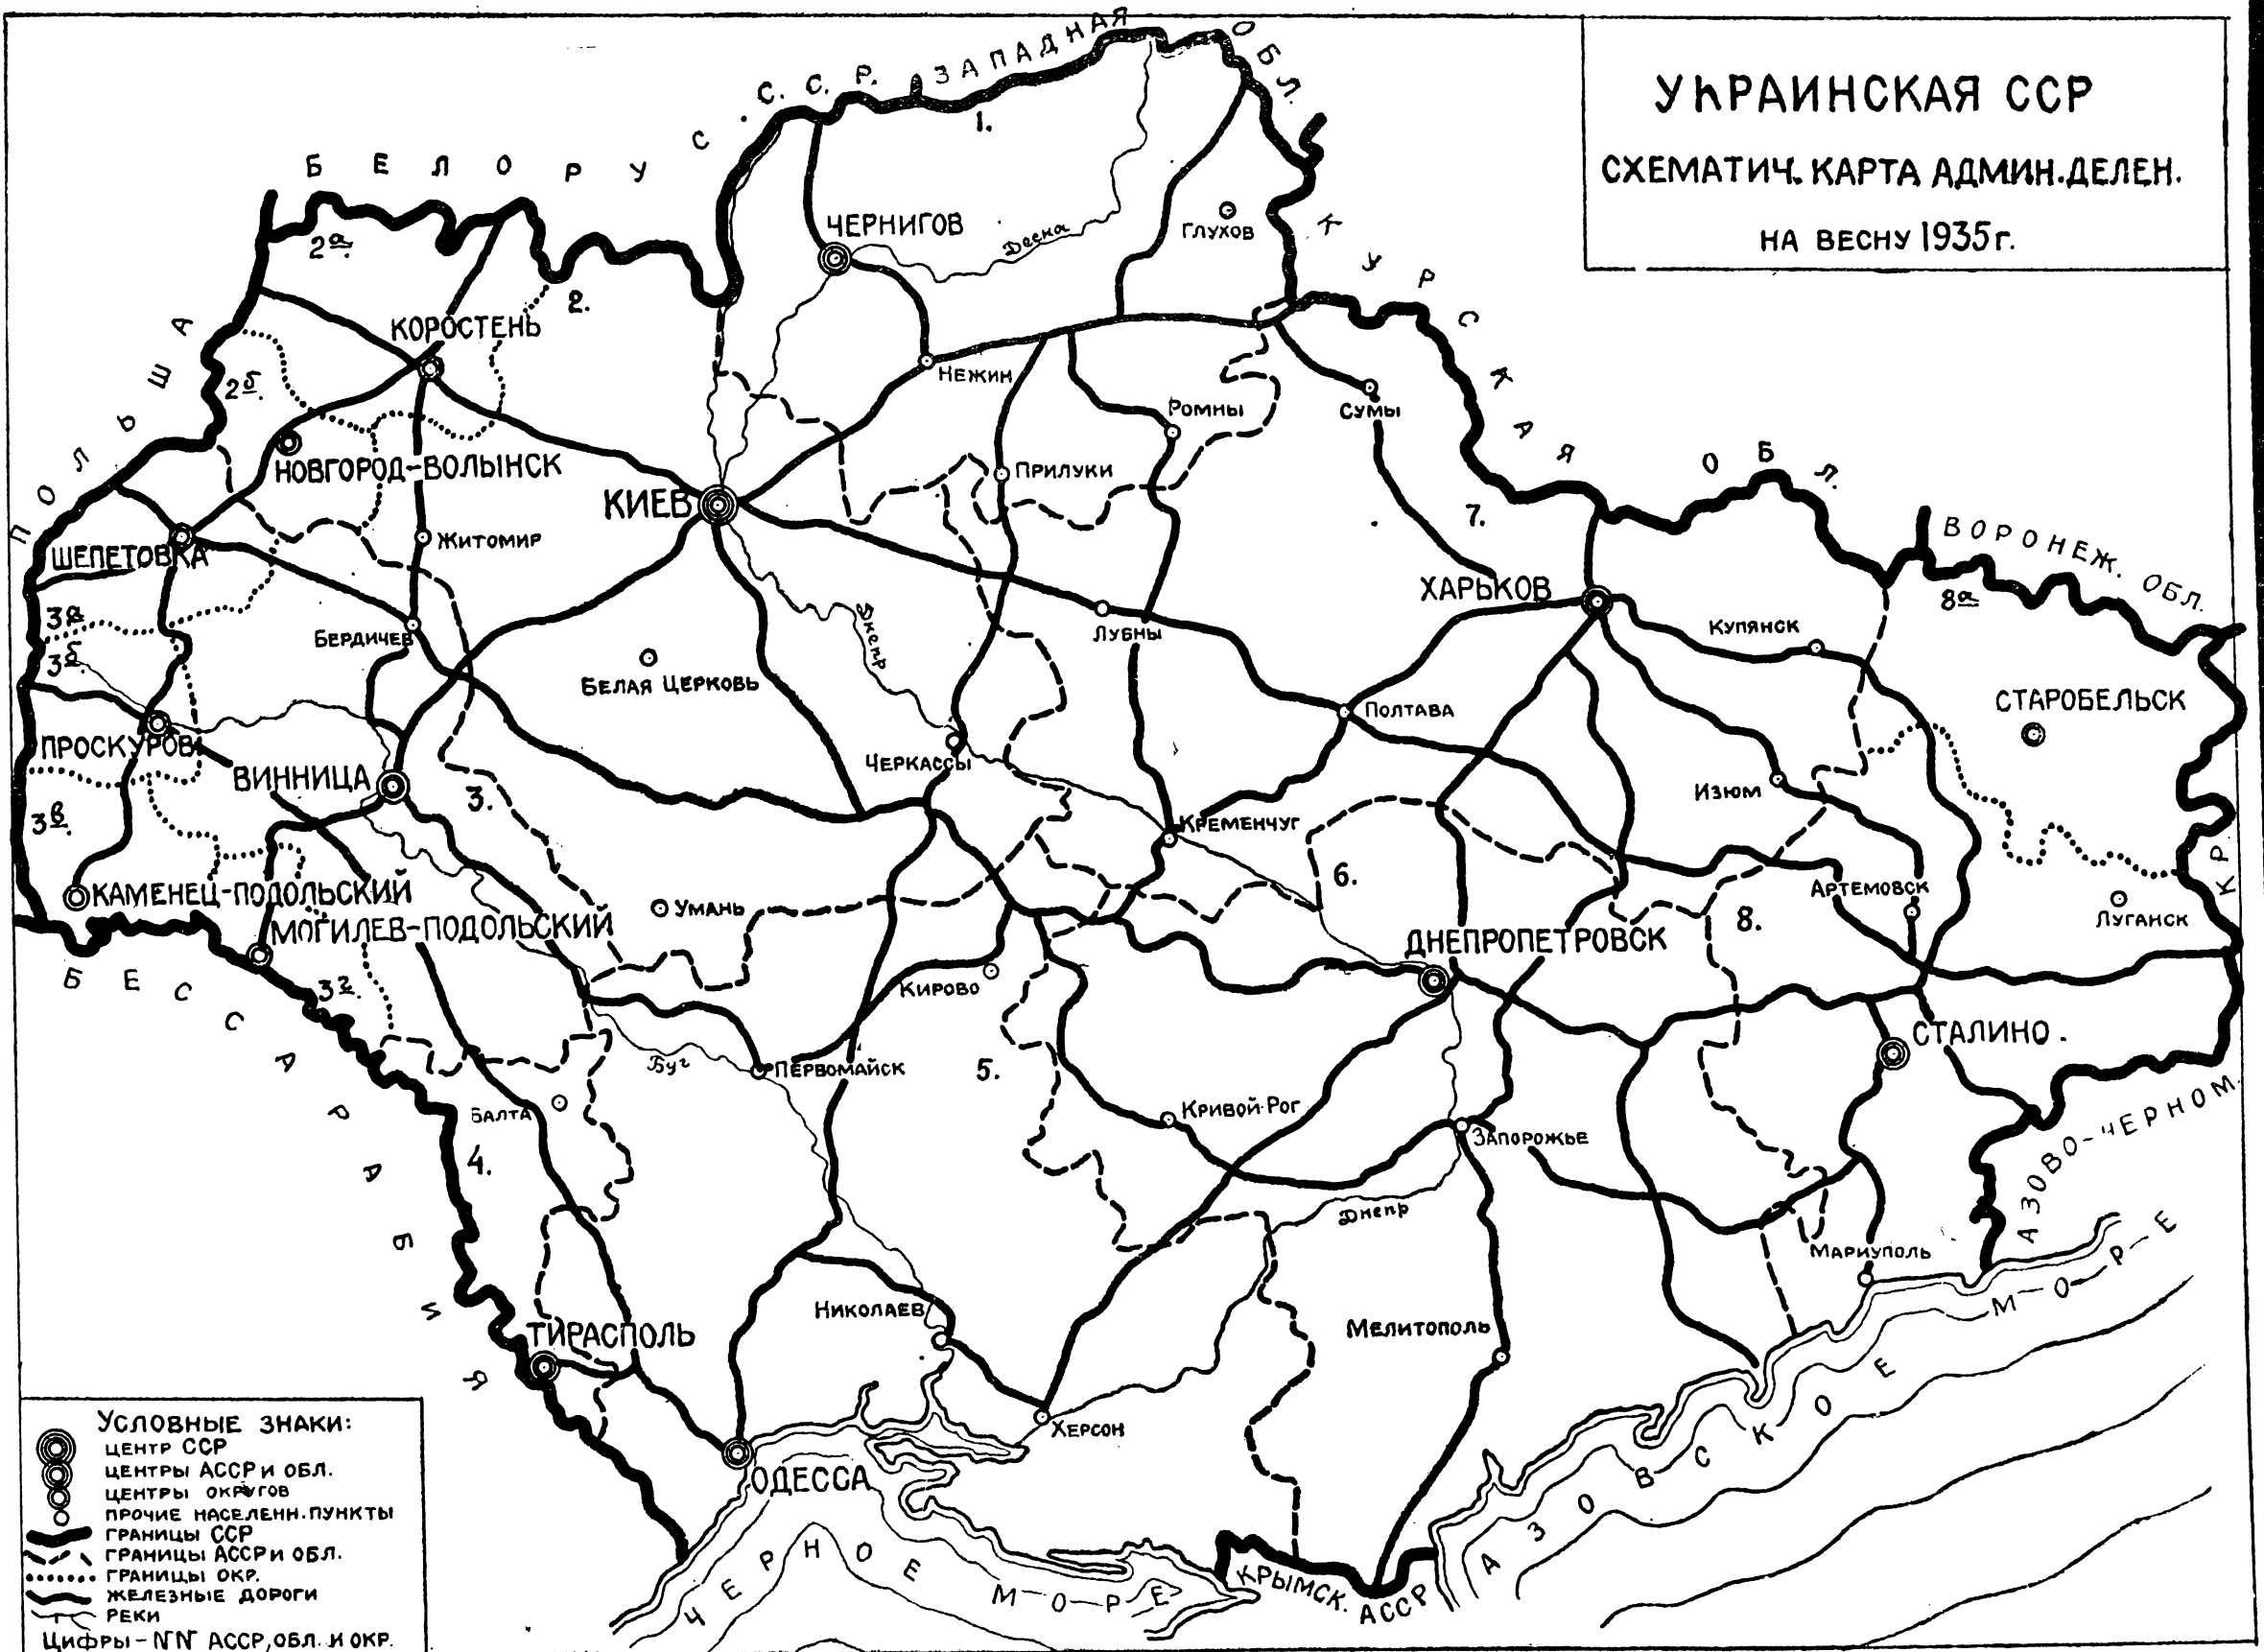 УКРАИНСКАЯ ССР
СХЕМАТИЧ. КАРТА АДМИН.ДЕЛЕН.
НА ВЕСНУ 1935г.
БЕЛОРУС. С. С. Р.
ЗАПАДНАЯ ОБЛ.
КУРСКАЯ ОБЛ.
ВОРОНЕЖ. ОБЛ.
АЗОВО-ЧЕРНОМ. КР.
ПОЛЬША
БЕССАРАБИЯ
КРЫМСК. АССР
ЧЕРНОЕ МОРЕ
АЗОВСКОЕ МОРЕ
1.
2а.
2.
2б.
ЧЕРНИГОВ
Десна
ГЛУХОВ
КОРОСТЕНЬ
НЕЖИН
РОМНЫ
СУМЫ
НОВГОРОД-ВОЛЫНСК
ПРИЛУКИ
КИЕВ
7.
ЖИТОМИР
ШЕПЕТОВКА
ХАРЬКОВ
8а
3а
3б.
БЕРДИЧЕВ
Днепр
ЛУБНЫ
КУПЯНСК
БЕЛАЯ ЦЕРКОВЬ
СТАРОБЕЛЬСК
ПОЛТАВА
ПРОСКУРОВ
ВИННИЦА
ЧЕРКАССЫ
3.
ИЗЮМ
3в.
КРЕМЕНЧУГ
6.
АРТЕМОВСК
КАМЕНЕЦ-ПОДОЛЬСКИЙ
УМАНЬ
8.
ЛУГАНСК
МОГИЛЕВ-ПОДОЛЬСКИЙ
ДНЕПРОПЕТРОВСК
3г.
КИРОВО
СТАЛИНО.
Буг
ПЕРВОМАЙСК
5.
БАЛТА
КРИВОЙ-РОГ
ЗАПОРОЖЬЕ
4.
Днепр
МАРИУПОЛЬ
НИКОЛАЕВ
МЕЛИТОПОЛЬ
ТИРАСПОЛЬ
ХЕРСОН
ОДЕССА
УСЛОВНЫЕ ЗНАКИ:
ЦЕНТР ССР
ЦЕНТРЫ АССР И ОБЛ.
ЦЕНТРЫ ОКРУГОВ
ПРОЧИЕ НАСЕЛЕНН. ПУНКТЫ
ГРАНИЦЫ ССР
ГРАНИЦЫ АССР И ОБЛ.
ГРАНИЦЫ ОКР.
ЖЕЛЕЗНЫЕ ДОРОГИ
РЕКИ
ЦИФРЫ - NN АССР, ОБЛ. И ОКР.